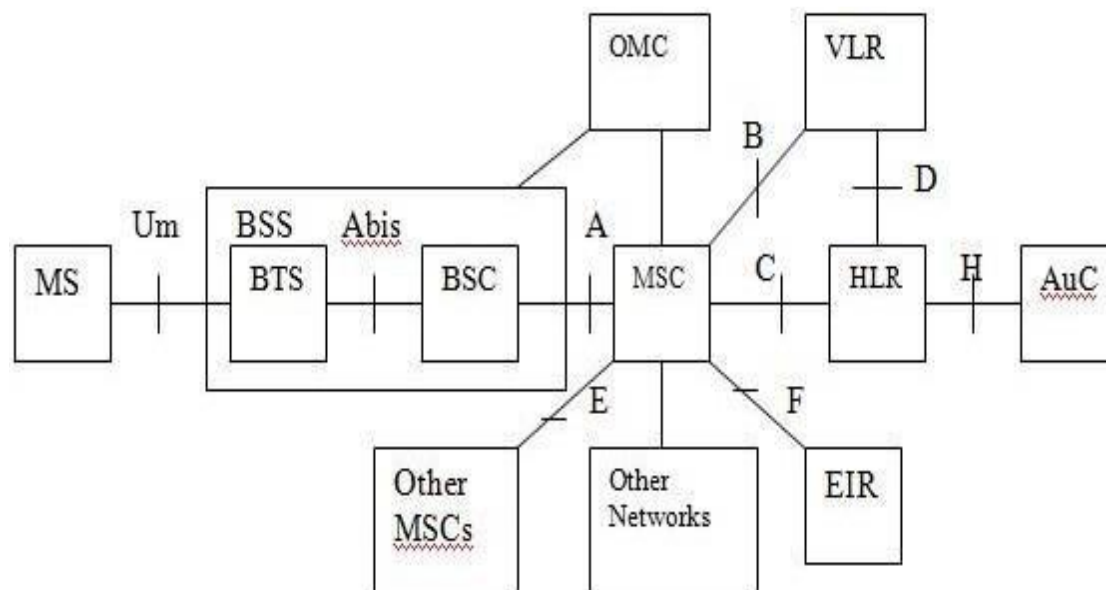 OMC
VLR
B
D
Um
BSS
Abis
A
MS
BTS
BSC
MSC
C
HLR
H
AuC
E
F
Other
MSCs
Other
Networks
EIR